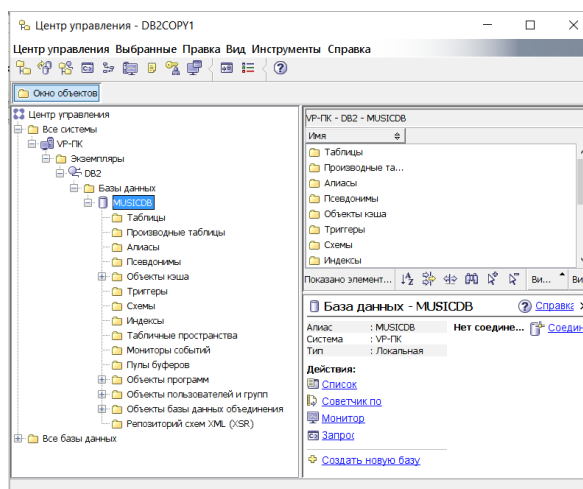 Центр управления - DB2COPY1
Центр управления Выбранные Правка Вид Инструменты Справка
Окно объектов
Центр управления
Все системы
VP-ПК
Экземпляры
DB2
Базы данных
MUSICDB
Таблицы
Производные таблицы
Алиасы
Псевдонимы
Объекты кэша
Триггеры
Схемы
Индексы
Табличные пространства
Мониторы событий
Пулы буферов
Объекты программ
Объекты пользователей и групп
Объекты базы данных объединения
Репозиторий схем XML (XSR)
Все базы данных
VP-ПК - DB2 - MUSICDB
Имя
Таблицы
Производные та...
Алиасы
Псевдонимы
Объекты кэша
Триггеры
Схемы
Индексы
Показано элемент... Ви... Ви
База данных - MUSICDB Справка
Алиас : MUSICDB Нет соедине... Соедин
Система : VP-ПК
Тип : Локальная
Действия:
Список
Советчик по
Монитор
Запрос
Создать новую базу